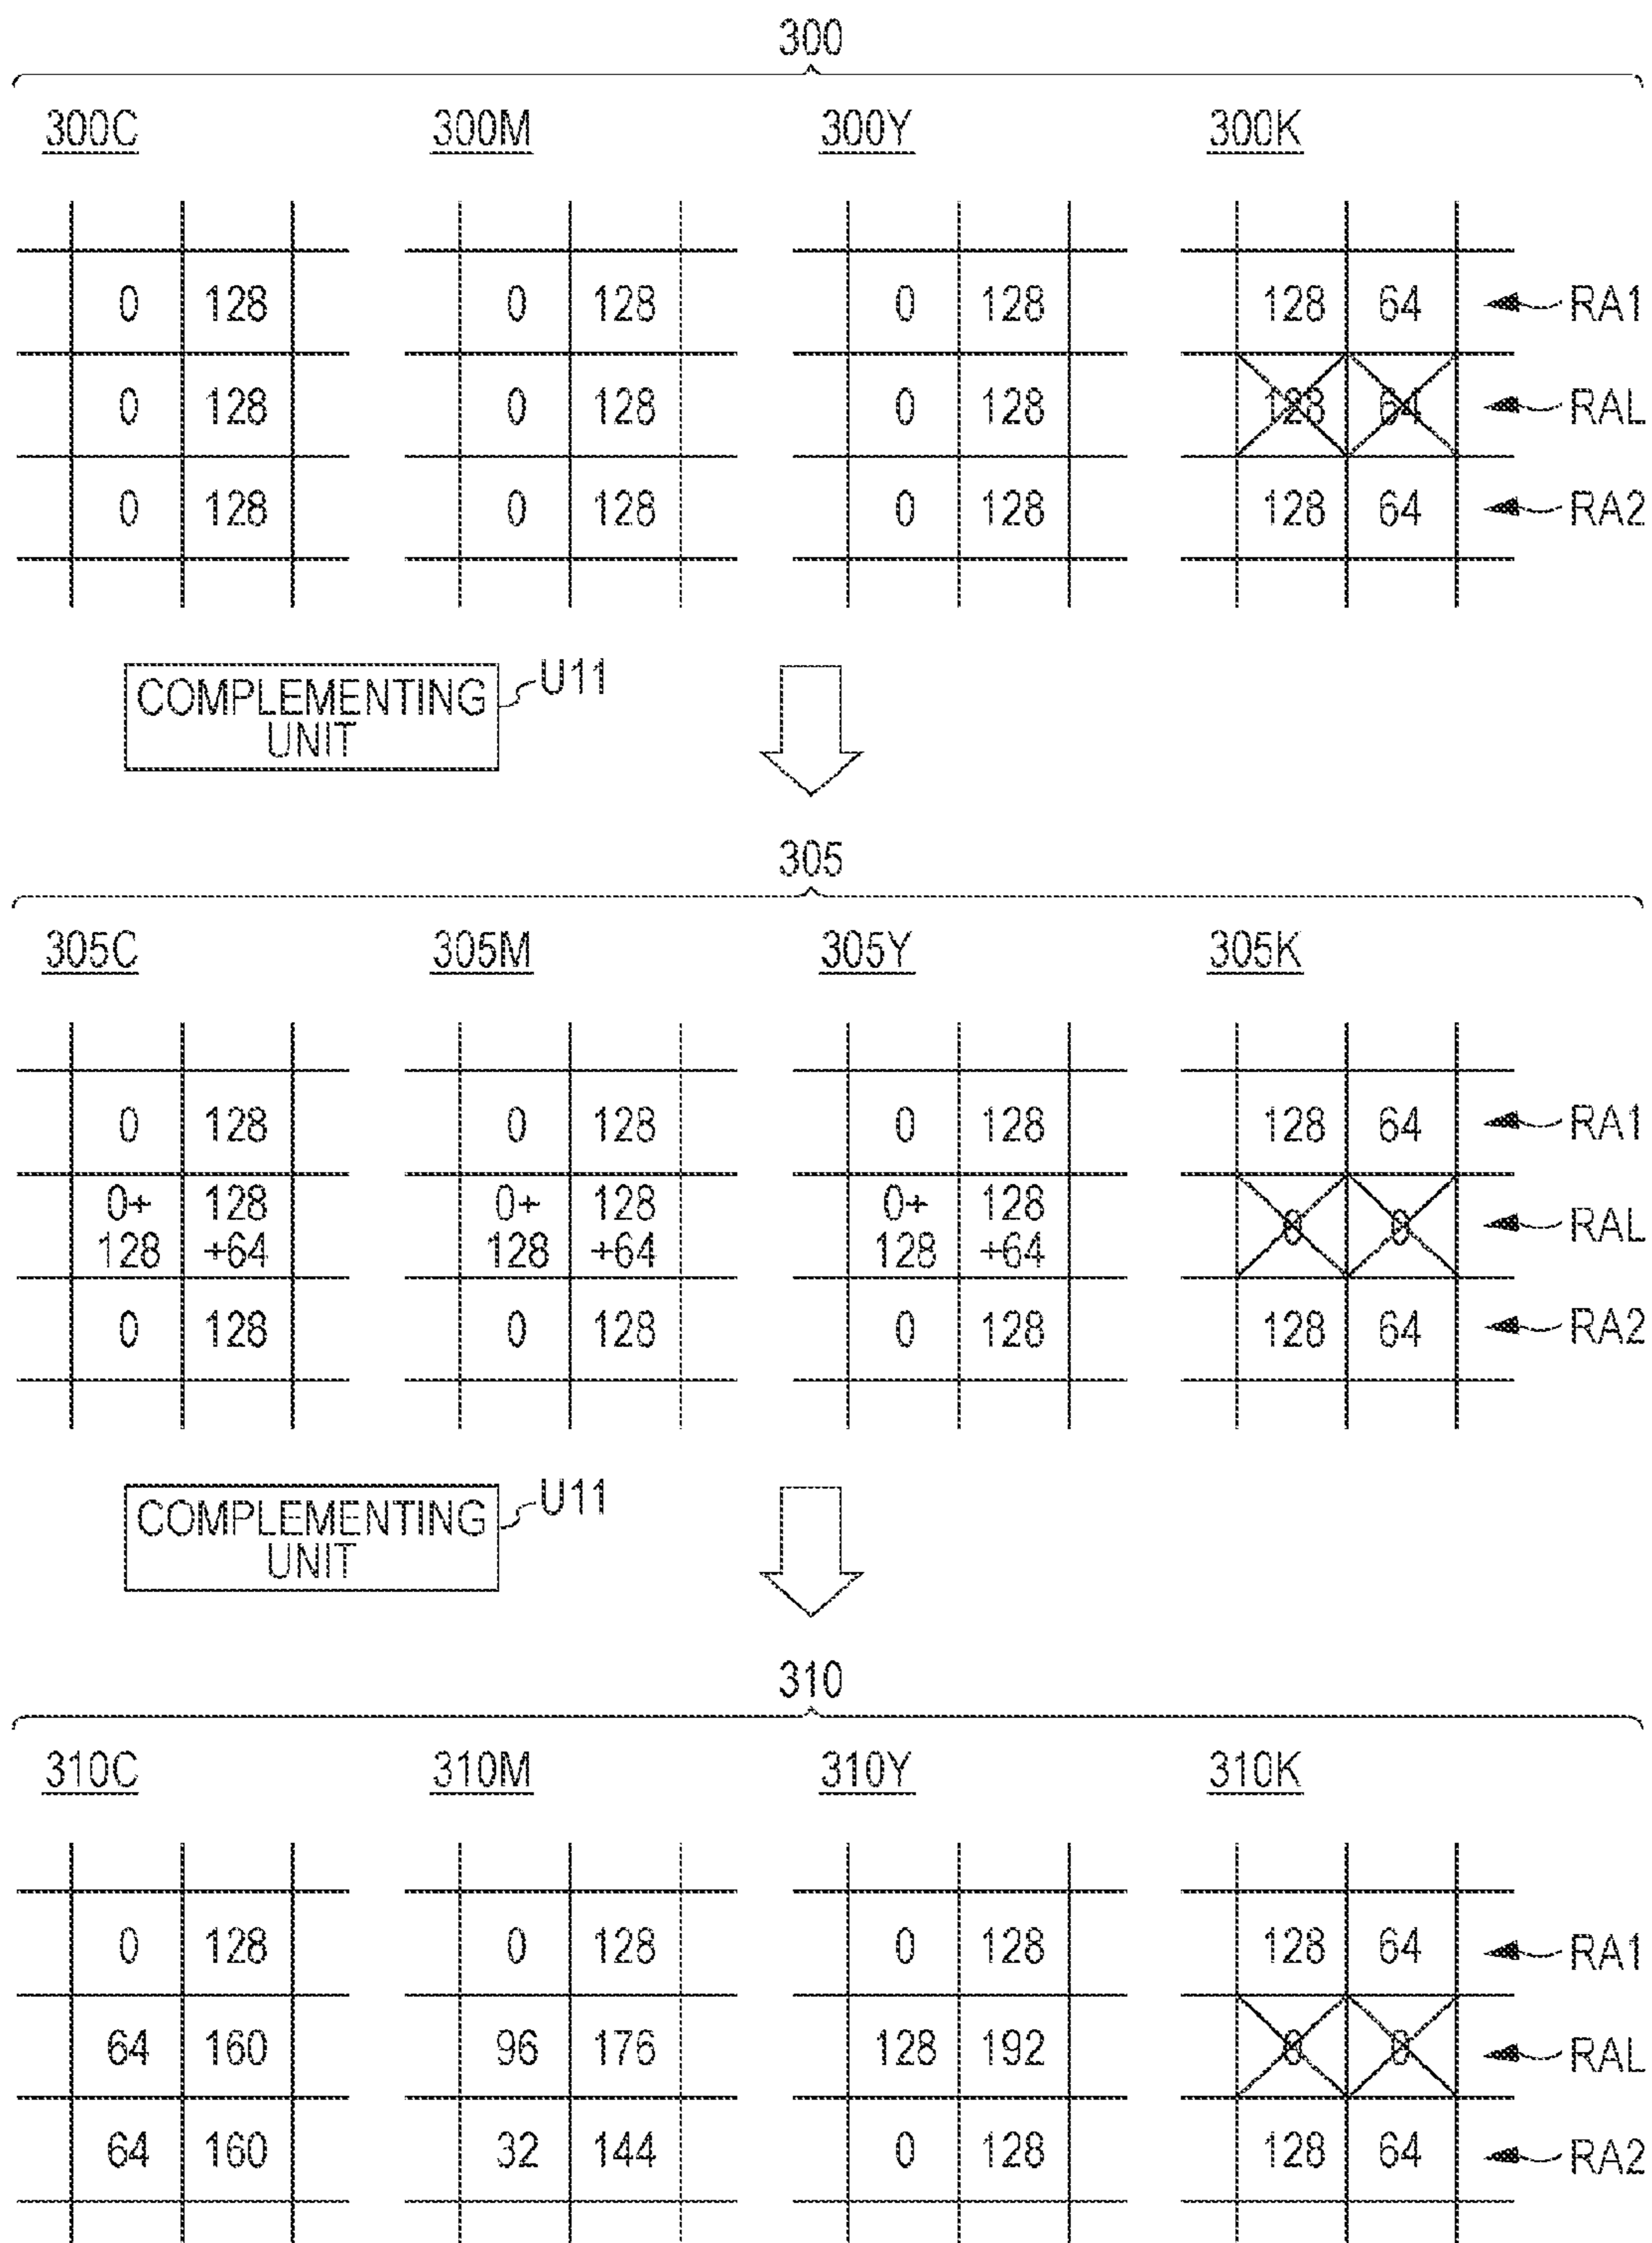 300
300C 300M 300Y 300K
0 128 0 128 0 128 128 64 RA1
0 128 0 128 0 128 128 64 RAL
0 128 0 128 0 128 128 64 RA2
COMPLEMENTING
UNIT
U11
305
305C 305M 305Y 305K
0 128 0 128 0 128 128 64 RA1
0+ 128 0+ 128 0+ 128
128 +64 128 +64 128 +64 0 0 RAL
0 128 0 128 0 128 128 64 RA2
COMPLEMENTING
UNIT
U11
310
310C 310M 310Y 310K
0 128 0 128 0 128 128 64 RA1
64 160 96 176 128 192 0 0 RAL
64 160 32 144 0 128 128 64 RA2